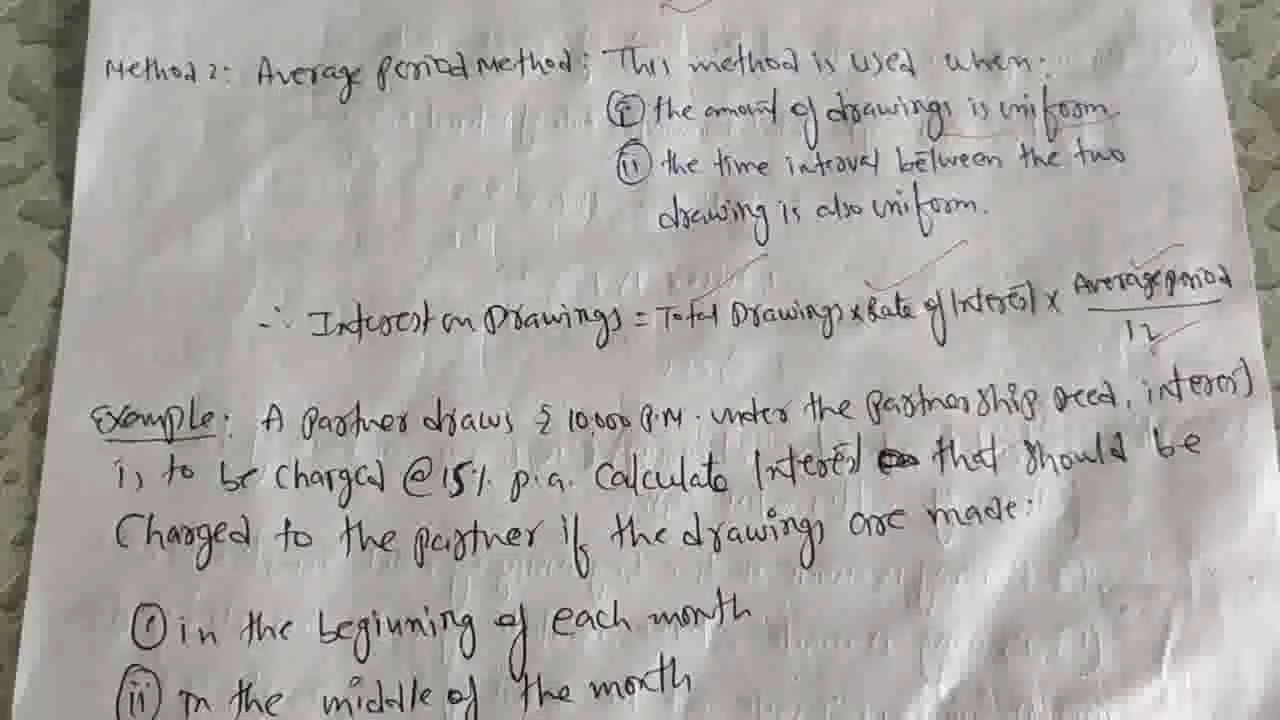 Method 2: Average period Method: This method is used when:
(i) the amount of drawings is uniform
(ii) the time intraval between the two
drawing is also uniform.
∴ Interest on Drawings = Total Drawings x Rate of Interest x Average period / 12
Example: A partner draws ₹ 10,000 P.M. under the partnership deed, interest
is to be charged @ 15% p.a. Calculate Interest that should be
Charged to the partner if the drawings are made:
(i) in the beginning of each month
(ii) in the middle of the month